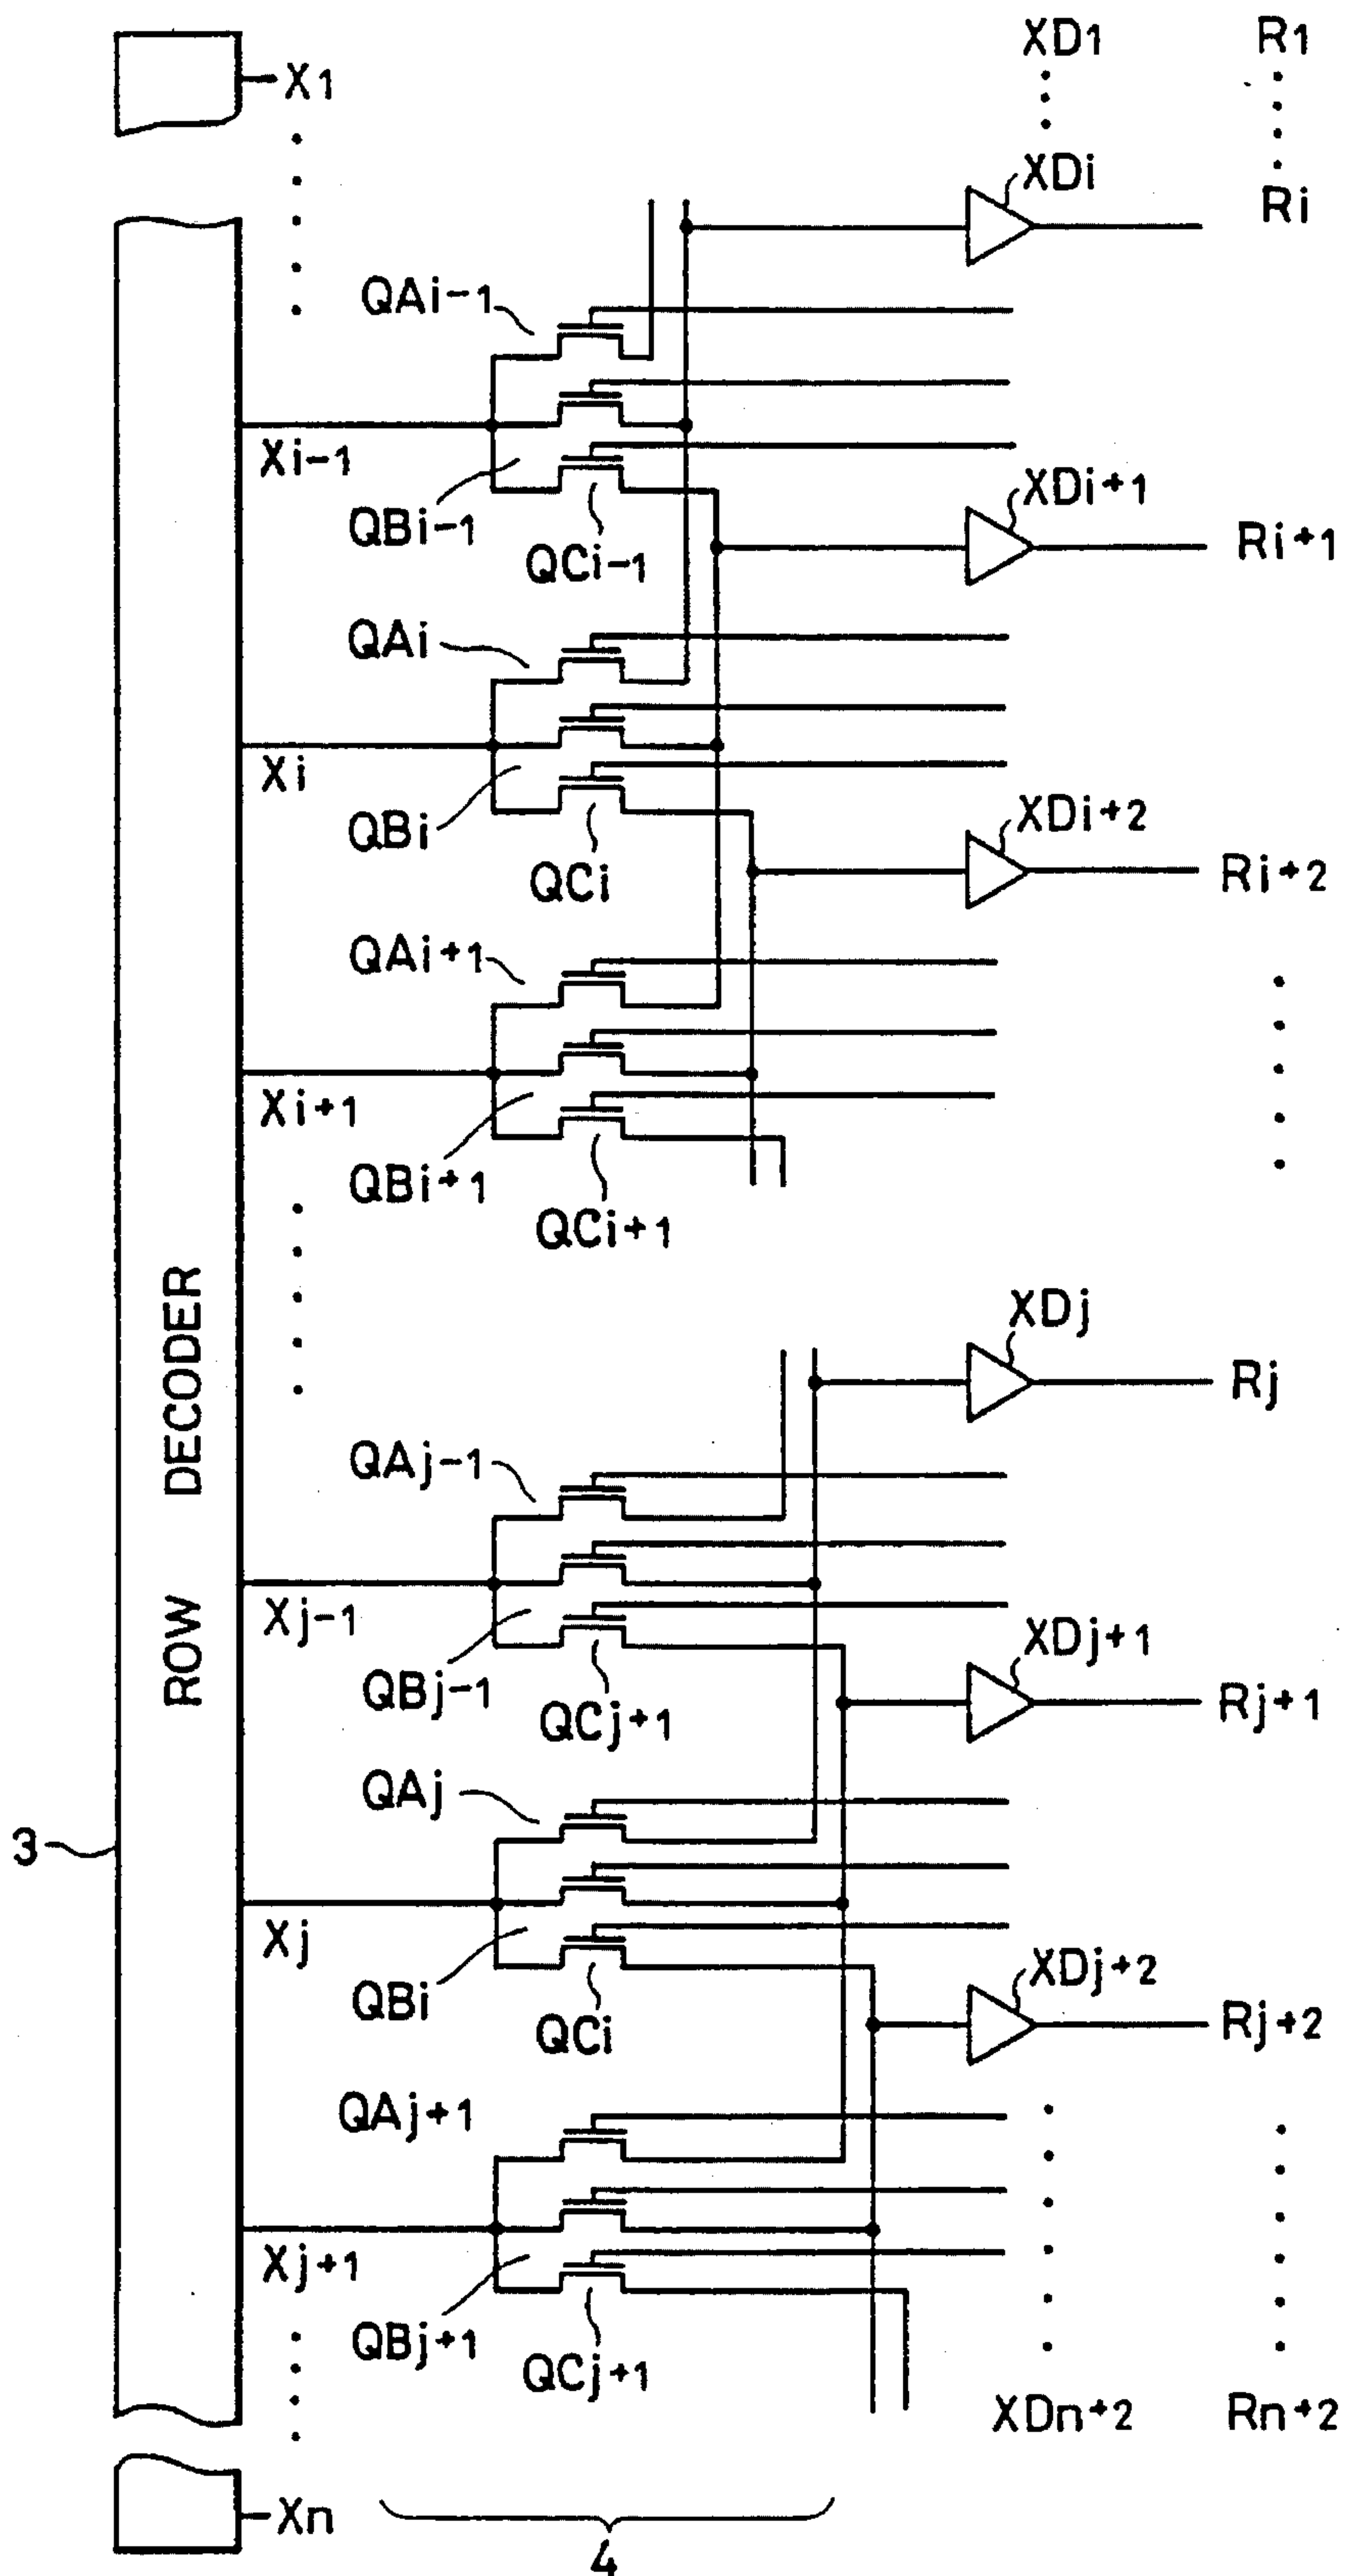 XD1 R1
X1
XDi
Ri
QAi-1
Xi-1
XDi+1
QBi-1
Ri+1
QCi-1
QAi
Xi
XDi+2
QBi
Ri+2
QCi
QAi+1
Xi+1
QBi+1
QCi+1
XDj
Rj
ROW DECODER
QAj-1
Xj-1
XDj+1
QBj-1
Rj+1
QCj+1
QAj
3
Xj
XDj+2
QBi
Rj+2
QCi
QAj+1
Xj+1
QBj+1
QCj+1
XDn+2 Rn+2
Xn
4